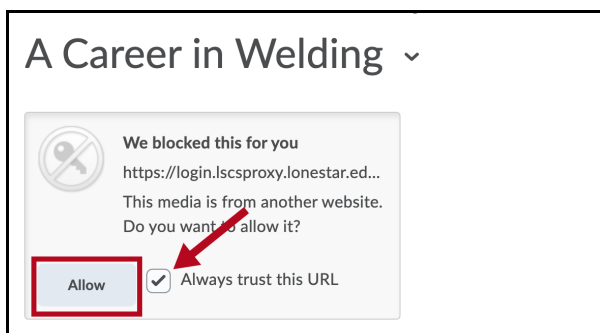 A Career in Welding
We blocked this for you
https://login.lscsproxy.lonestar.ed...
This media is from another website.
Do you want to allow it?
Allow
Always trust this URL